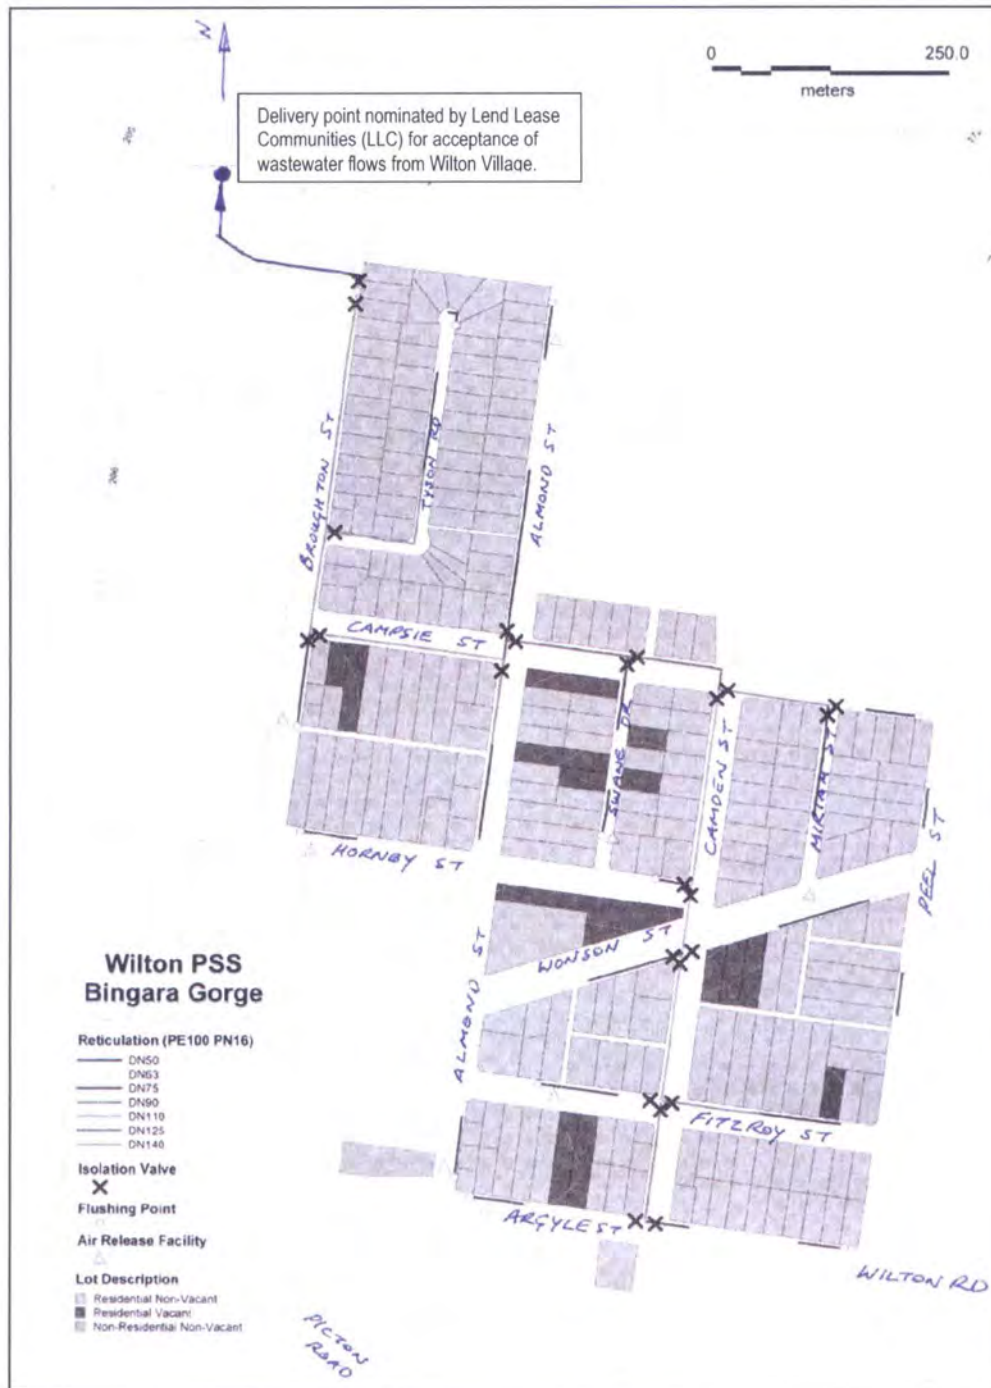 N
0 250.0
meters
Delivery point nominated by Lend Lease
Communities (LLC) for acceptance of
wastewater flows from Wilton Village.
205
206
BROUGHTON ST
TYSON RD
ALMOND ST
CAMPSIE ST
SWANE DR
CAMDEN ST
MIRIAM ST
PEEL ST
HORNBY ST
ALMOND ST
WONSON ST
FITZROY ST
ARGYLE ST
WILTON RD
PICTON
ROAD
Wilton PSS
Bingara Gorge
Reticulation (PE100 PN16)
DN50
DN63
DN75
DN90
DN110
DN125
DN140
Isolation Valve
Flushing Point
Air Release Facility
Lot Description
Residential Non-Vacant
Residential Vacant
Non-Residential Non-Vacant